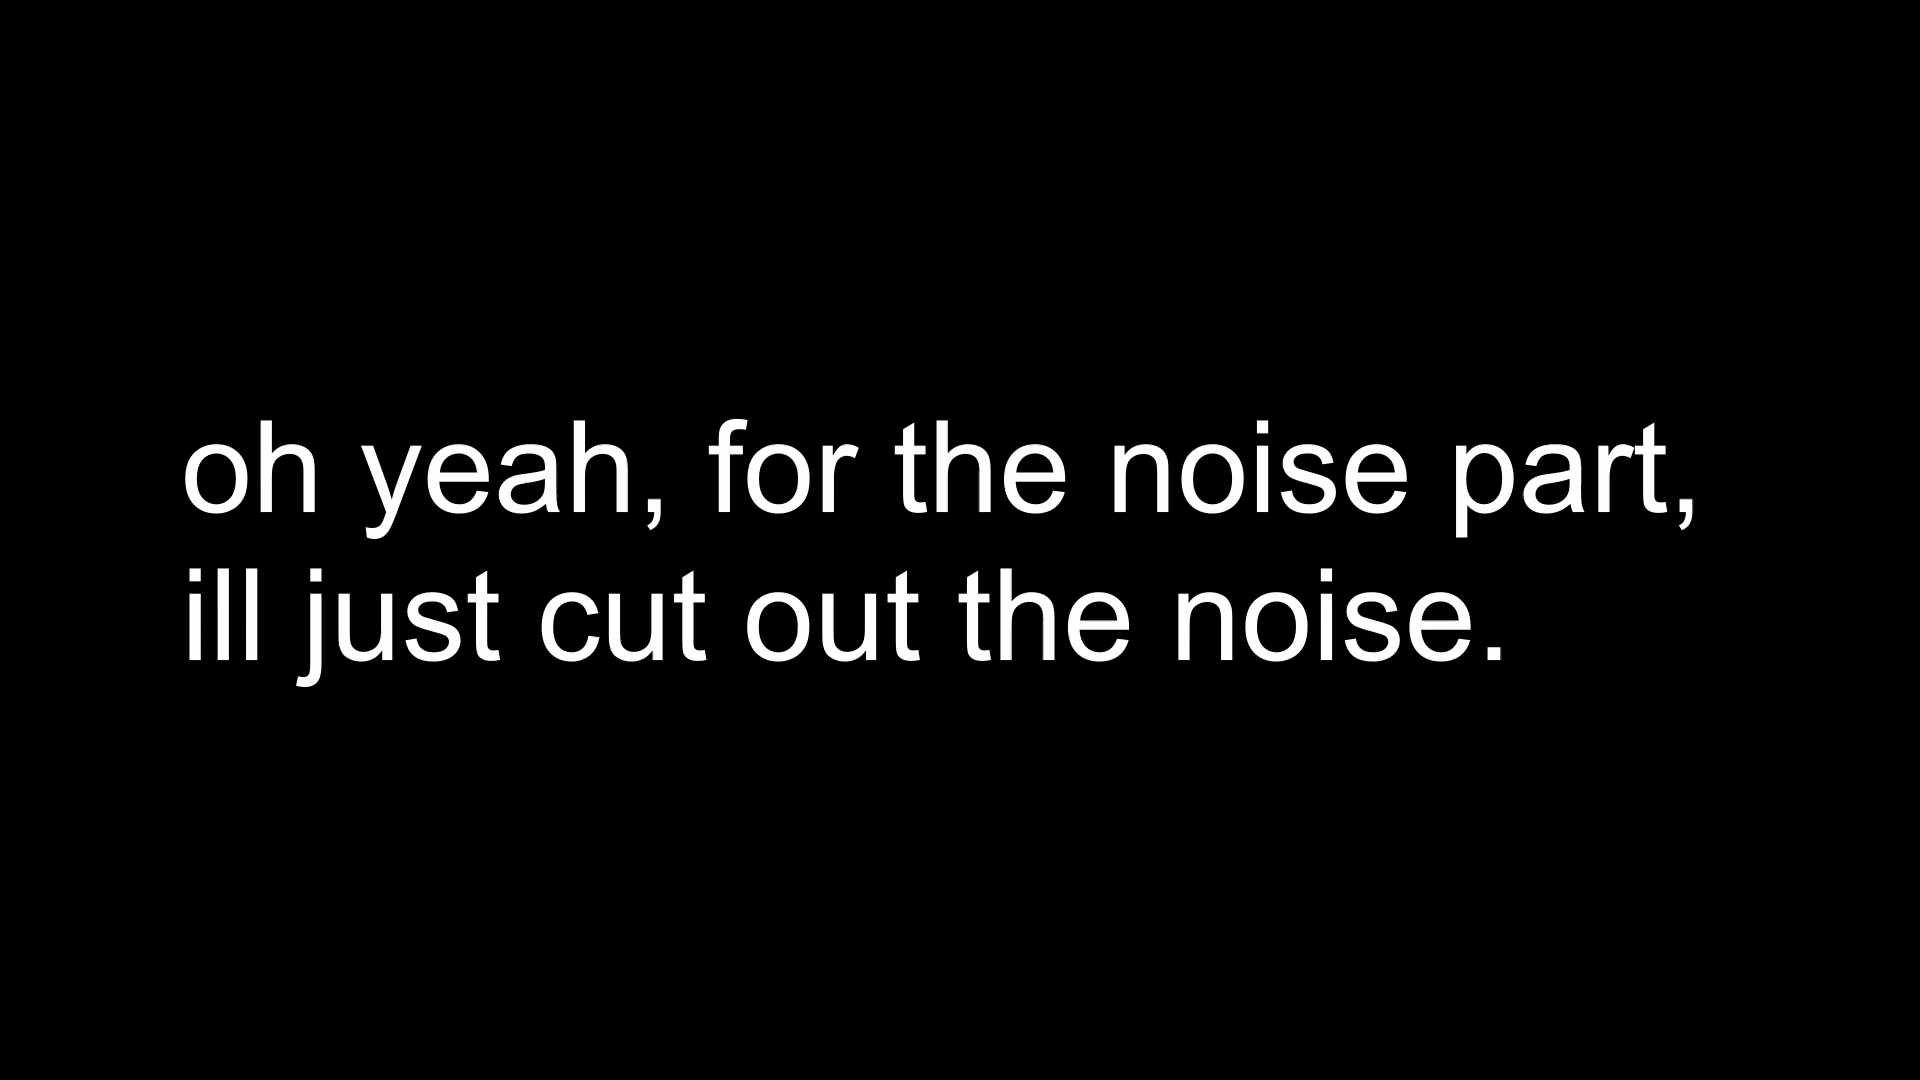 oh yeah, for the noise part,
ill just cut out the noise.